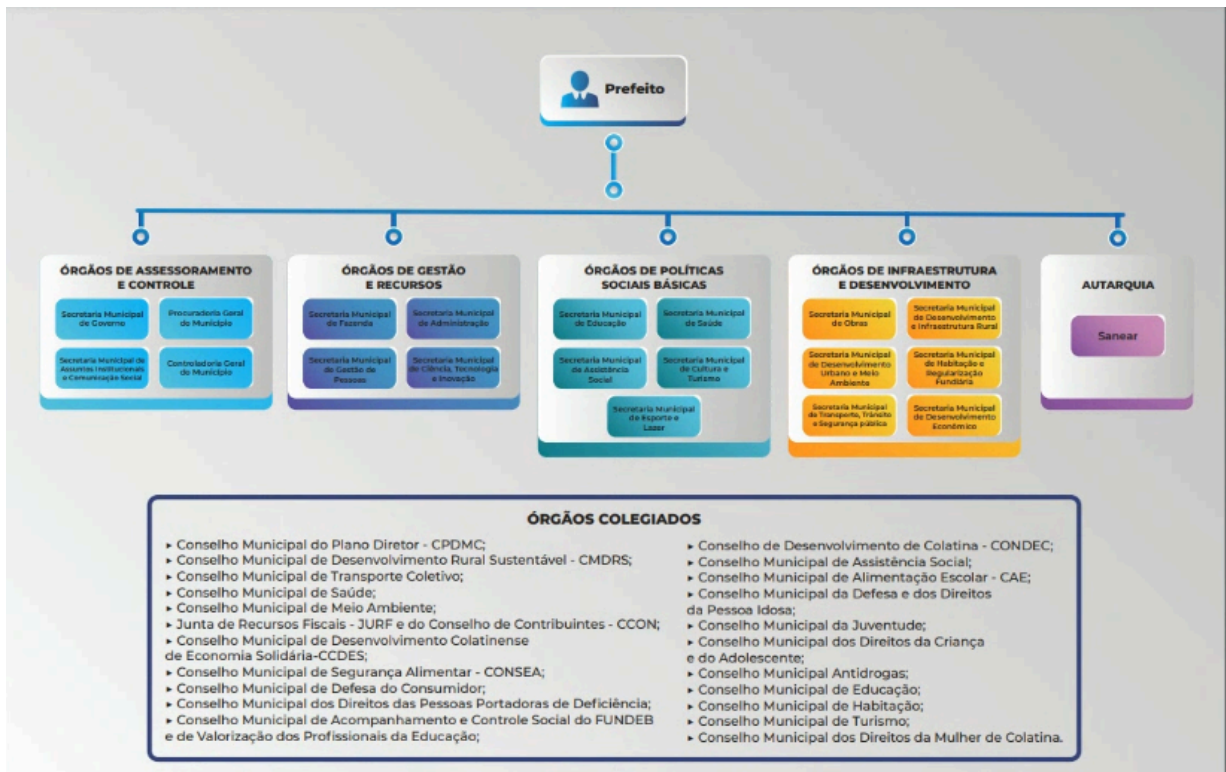 Prefeito
ÓRGÃOS DE ASSESSORAMENTO
E CONTROLE
Secretaria Municipal
de Governo
Procuradoria Geral
do Município
Secretaria Municipal de
Assuntos Institucionais
e Comunicação Social
Controladoria Geral
do Município
ÓRGÃOS DE GESTÃO
E RECURSOS
Secretaria Municipal
de Fazenda
Secretaria Municipal
de Administração
Secretaria Municipal
de Gestão de
Pessoas
Secretaria Municipal
de Ciência, Tecnologia
e Inovação
ÓRGÃOS DE POLÍTICAS
SOCIAIS BÁSICAS
Secretaria Municipal
de Educação
Secretaria Municipal
de Saúde
Secretaria Municipal
de Assistência
Social
Secretaria Municipal
de Cultura e
Turismo
Secretaria Municipal
de Esporte e
Lazer
ÓRGÃOS DE INFRAESTRUTURA
E DESENVOLVIMENTO
Secretaria Municipal
de Obras
Secretaria Municipal
de Desenvolvimento
e Infraestrutura Rural
Secretaria Municipal
de Desenvolvimento
Urbano e Meio
Ambiente
Secretaria Municipal
de Habitação e
Regularização
Fundiária
Secretaria Municipal
de Transporte, Trânsito
e Segurança pública
Secretaria Municipal
de Desenvolvimento
Econômico
AUTARQUIA
Sanear
ÓRGÃOS COLEGIADOS
▸ Conselho Municipal do Plano Diretor - CPDMC;
▸ Conselho Municipal de Desenvolvimento Rural Sustentável - CMDRS;
▸ Conselho Municipal de Transporte Coletivo;
▸ Conselho Municipal de Saúde;
▸ Conselho Municipal de Meio Ambiente;
▸ Junta de Recursos Fiscais - JURF e do Conselho de Contribuintes - CCON;
▸ Conselho Municipal de Desenvolvimento Colatinense
de Economia Solidária-CCDES;
▸ Conselho Municipal de Segurança Alimentar - CONSEA;
▸ Conselho Municipal de Defesa do Consumidor;
▸ Conselho Municipal dos Direitos das Pessoas Portadoras de Deficiência;
▸ Conselho Municipal de Acompanhamento e Controle Social do FUNDEB
e de Valorização dos Profissionais da Educação;
▸ Conselho de Desenvolvimento de Colatina - CONDEC;
▸ Conselho Municipal de Assistência Social;
▸ Conselho Municipal de Alimentação Escolar - CAE;
▸ Conselho Municipal da Defesa e dos Direitos
da Pessoa Idosa;
▸ Conselho Municipal da Juventude;
▸ Conselho Municipal dos Direitos da Criança
e do Adolescente;
▸ Conselho Municipal Antidrogas;
▸ Conselho Municipal de Educação;
▸ Conselho Municipal de Habitação;
▸ Conselho Municipal de Turismo;
▸ Conselho Municipal dos Direitos da Mulher de Colatina.